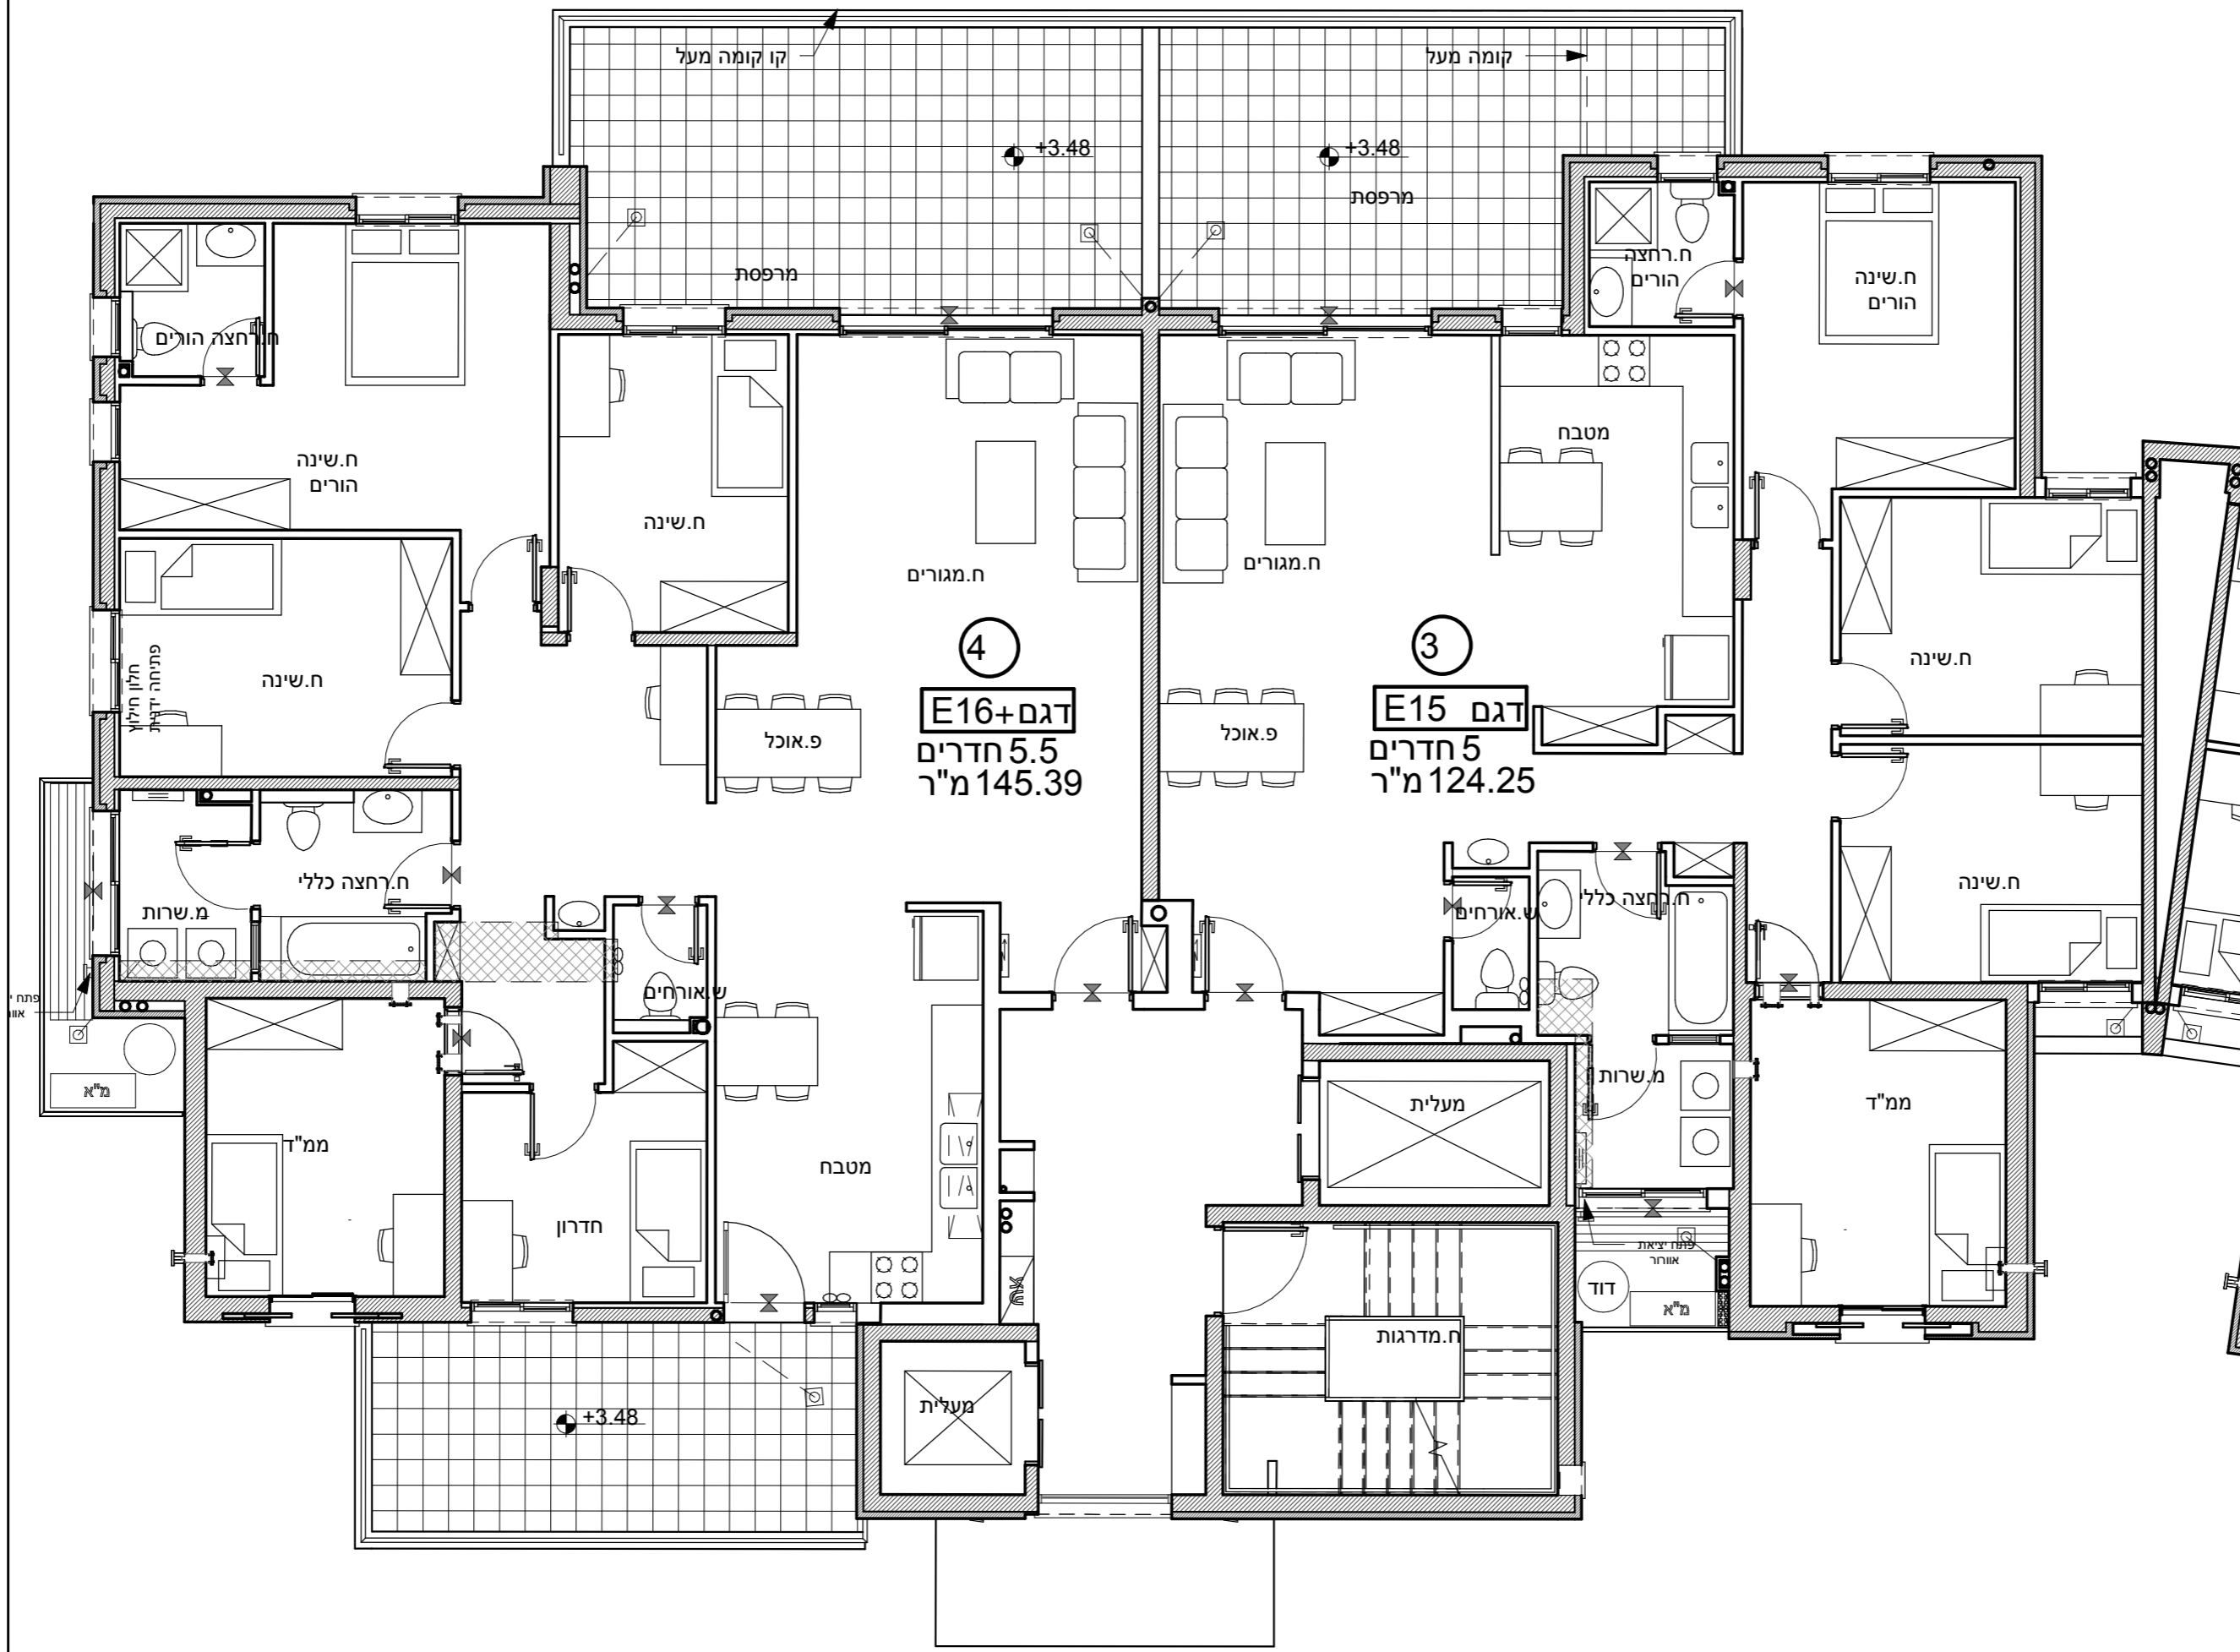 קו קומה מעל
קומה מעל
+3.48
+3.48
מרפסת
מרפסת
ח.רחצה
הורים
ח.שינה
הורים
ח.רחצה הורים
ח.שינה
הורים
ח.שינה
ח.מגורים
ח.מגורים
מטבח
ח.שינה
חלון חילוץ
פתיחה ידנית
ח.שינה
4
דגם +E16
5.5 חדרים
145.39 מ"ר
3
דגם E15
5 חדרים
124.25 מ"ר
פ.אוכל
פ.אוכל
ח.רחצה כללי
מ.שרות
ש.אורחים
ח.רחצה כללי
ח.שינה
ש.אורחים
מ"א
ממ"ד
חדרון
מטבח
מעלית
מ.שרות
ממ"ד
פתח יציאת
אוורור
דוד
מ"א
אש
ח.מדרגות
מעלית
+3.48